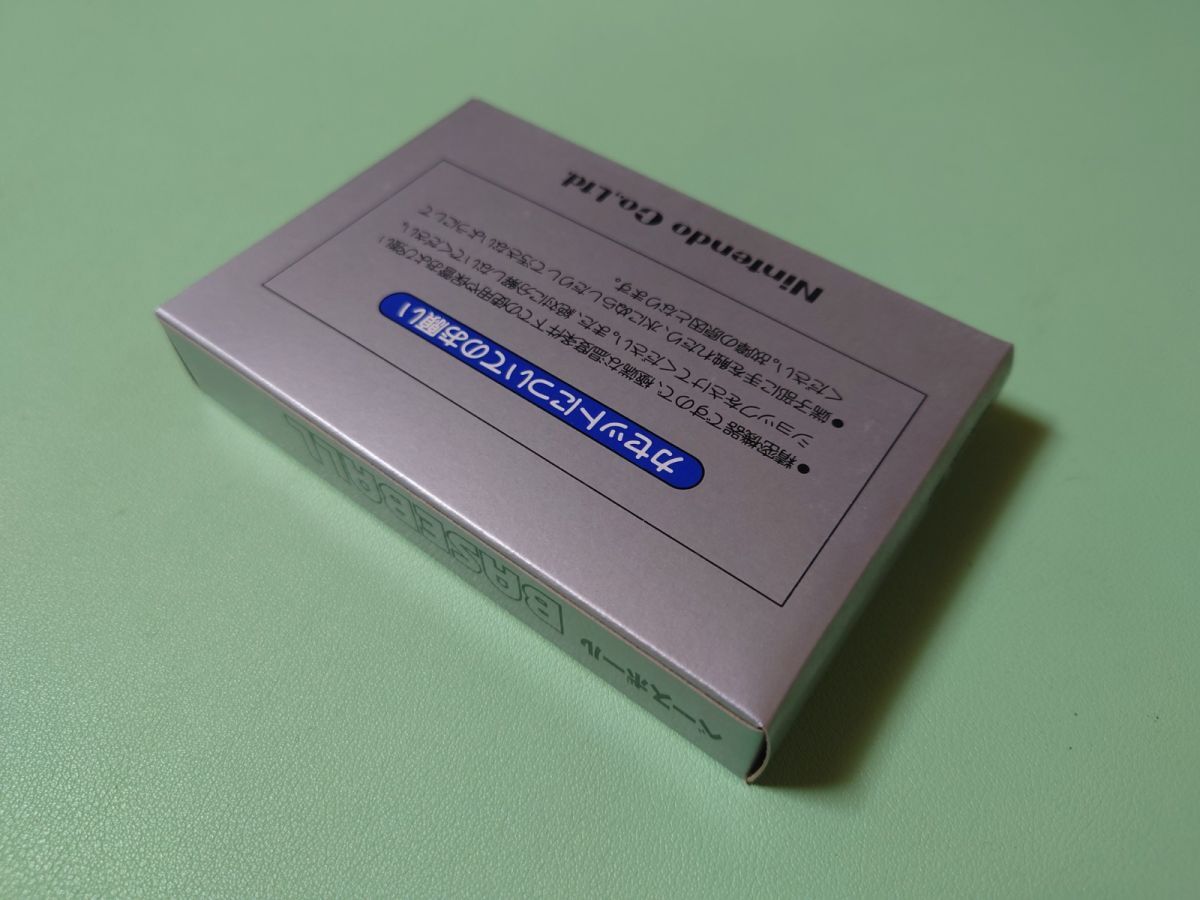 カセットについてのお願い
●精密機器ですので、極端な温度条件下での使用や保管および強い
ショックをさけてください。また、絶対に分解しないでください。
●端子部に手を触れたり、水にぬらしたりして汚さないようにして
ください。故障の原因となります。
Nintendo Co.,Ltd.
ベースボール BASEBALL